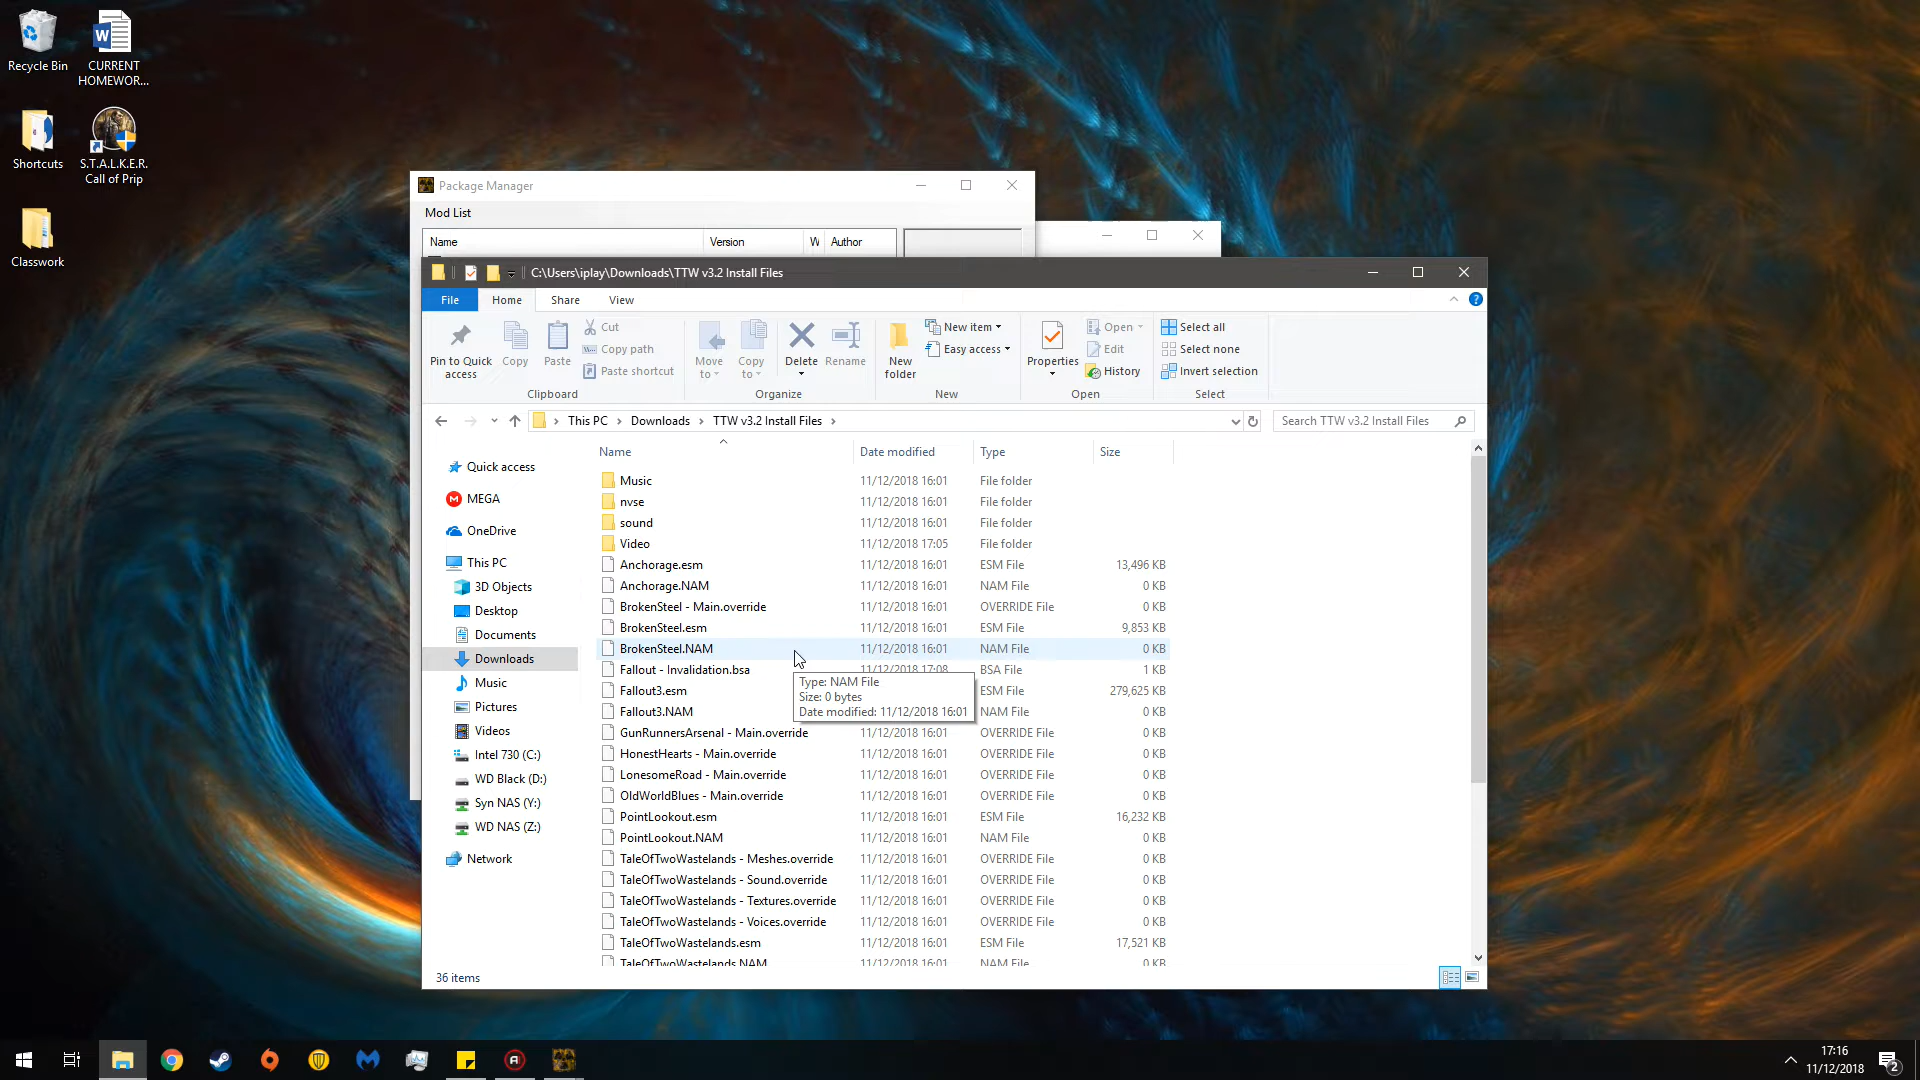 Recycle Bin
CURRENT
HOMEWOR...
Shortcuts
S.T.A.L.K.E.R.
Call of Prip
Classwork
Package Manager
Mod List
Name Version W Author
C:\Users\iplay\Downloads\TTW v3.2 Install Files
File Home Share View
Pin to Quick
access
Copy
Paste
Cut
Copy path
Paste shortcut
Clipboard
Move
to
Copy
to
Delete
Rename
Organize
New
folder
New item
Easy access
New
Properties
Open
Edit
History
Open
Select all
Select none
Invert selection
Select
This PC Downloads TTW v3.2 Install Files
Search TTW v3.2 Install Files
Quick access
MEGA
OneDrive
This PC
3D Objects
Desktop
Documents
Downloads
Music
Pictures
Videos
Intel 730 (C:)
WD Black (D:)
Syn NAS (Y:)
WD NAS (Z:)
Network
Name Date modified Type Size
Music 11/12/2018 16:01 File folder
nvse 11/12/2018 16:01 File folder
sound 11/12/2018 16:01 File folder
Video 11/12/2018 17:05 File folder
Anchorage.esm 11/12/2018 16:01 ESM File 13,496 KB
Anchorage.NAM 11/12/2018 16:01 NAM File 0 KB
BrokenSteel - Main.override 11/12/2018 16:01 OVERRIDE File 0 KB
BrokenSteel.esm 11/12/2018 16:01 ESM File 9,853 KB
BrokenSteel.NAM 11/12/2018 16:01 NAM File 0 KB
Fallout - Invalidation.bsa 11/12/2018 17:08 BSA File 1 KB
Fallout3.esm ESM File 279,625 KB
Fallout3.NAM NAM File 0 KB
Type: NAM File
Size: 0 bytes
Date modified: 11/12/2018 16:01
GunRunnersArsenal - Main.override 11/12/2018 16:01 OVERRIDE File 0 KB
HonestHearts - Main.override 11/12/2018 16:01 OVERRIDE File 0 KB
LonesomeRoad - Main.override 11/12/2018 16:01 OVERRIDE File 0 KB
OldWorldBlues - Main.override 11/12/2018 16:01 OVERRIDE File 0 KB
PointLookout.esm 11/12/2018 16:01 ESM File 16,232 KB
PointLookout.NAM 11/12/2018 16:01 NAM File 0 KB
TaleOfTwoWastelands - Meshes.override 11/12/2018 16:01 OVERRIDE File 0 KB
TaleOfTwoWastelands - Sound.override 11/12/2018 16:01 OVERRIDE File 0 KB
TaleOfTwoWastelands - Textures.override 11/12/2018 16:01 OVERRIDE File 0 KB
TaleOfTwoWastelands - Voices.override 11/12/2018 16:01 OVERRIDE File 0 KB
TaleOfTwoWastelands.esm 11/12/2018 16:01 ESM File 17,521 KB
TaleOfTwoWastelands.NAM 11/12/2018 16:01 NAM File 0 KB
36 items
17:16
11/12/2018
2